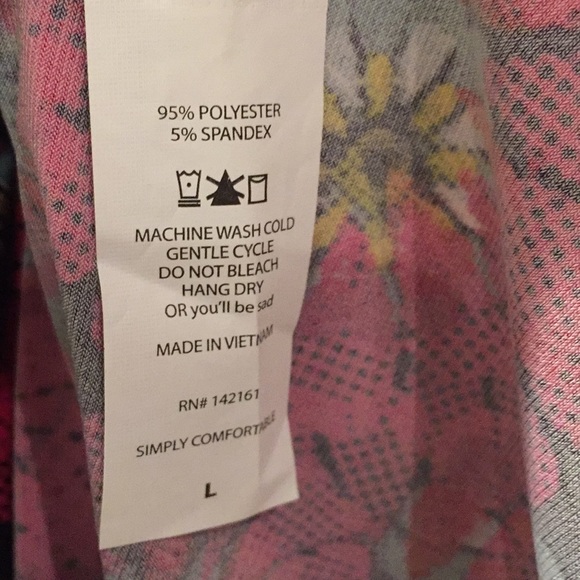 95% POLYESTER
5% SPANDEX
MACHINE WASH COLD
GENTLE CYCLE
DO NOT BLEACH
HANG DRY
OR you'll be sad
MADE IN VIETNAM
RN# 142161
SIMPLY COMFORTABLE
L